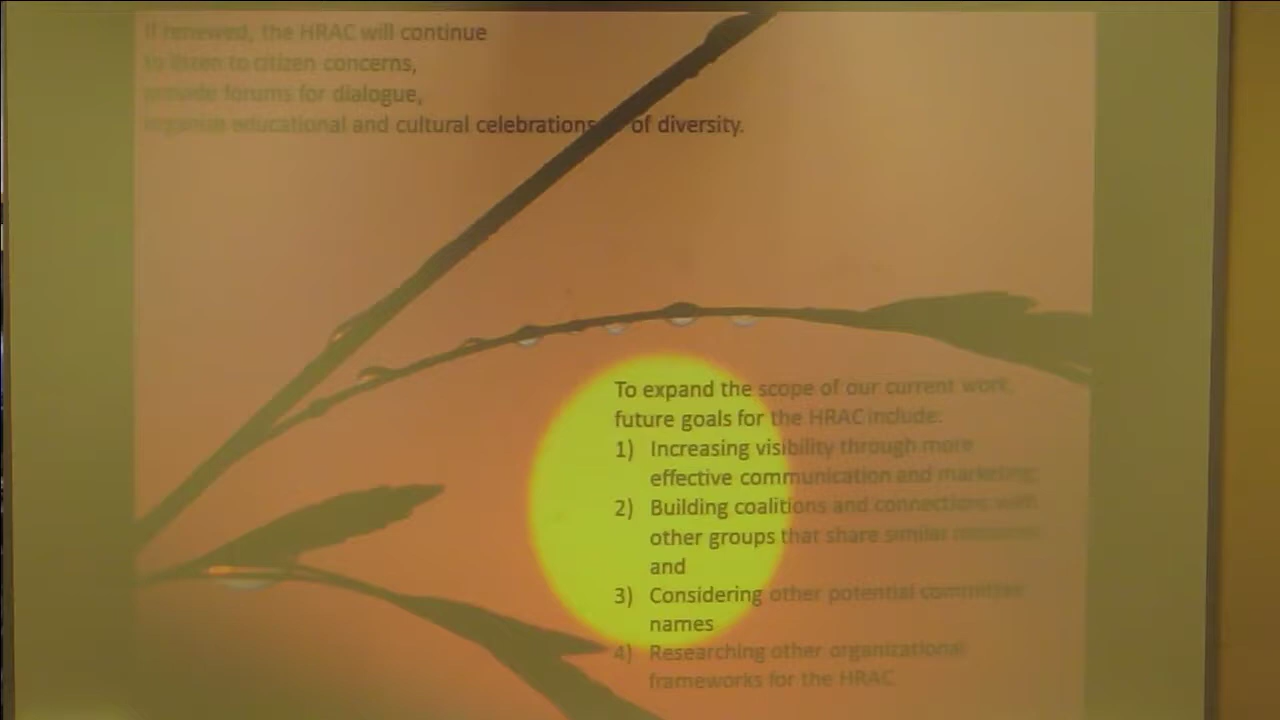 If renewed, the HRAC will continue
to listen to citizen concerns,
provide forums for dialogue,
organize educational and cultural celebrations of diversity.
To expand the scope of our current work,
future goals for the HRAC include:
1) Increasing visibility through more
effective communication and marketing;
2) Building coalitions and connections with
other groups that share similar
and
3) Considering other potential committee
names
4) Researching other organizational
frameworks for the HRAC